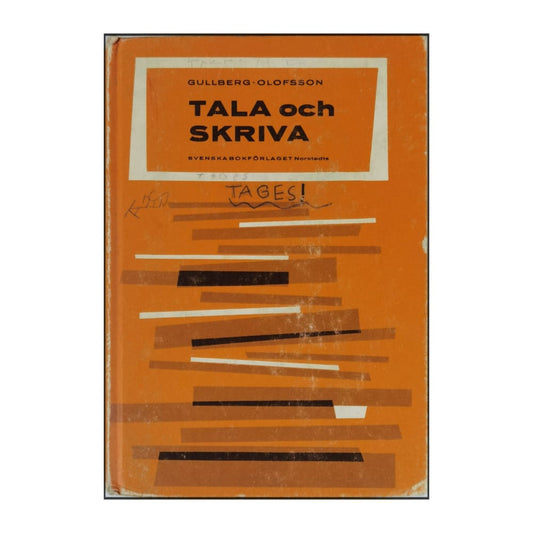 GULLBERG · OLOFSSON
TALA och
SKRIVA
SVENSKA BOKFÖRLAGET Norstedts
TAGES!